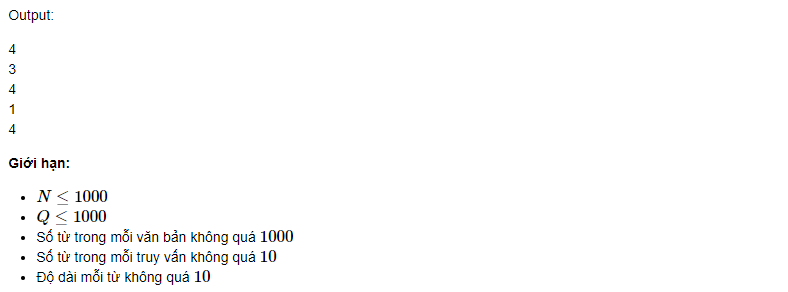 Output:
4
3
4
1
4
Giới hạn:
• N ≤ 1000
• Q ≤ 1000
• Số từ trong mỗi văn bản không quá 1000
• Số từ trong mỗi truy vấn không quá 10
• Độ dài mỗi từ không quá 10